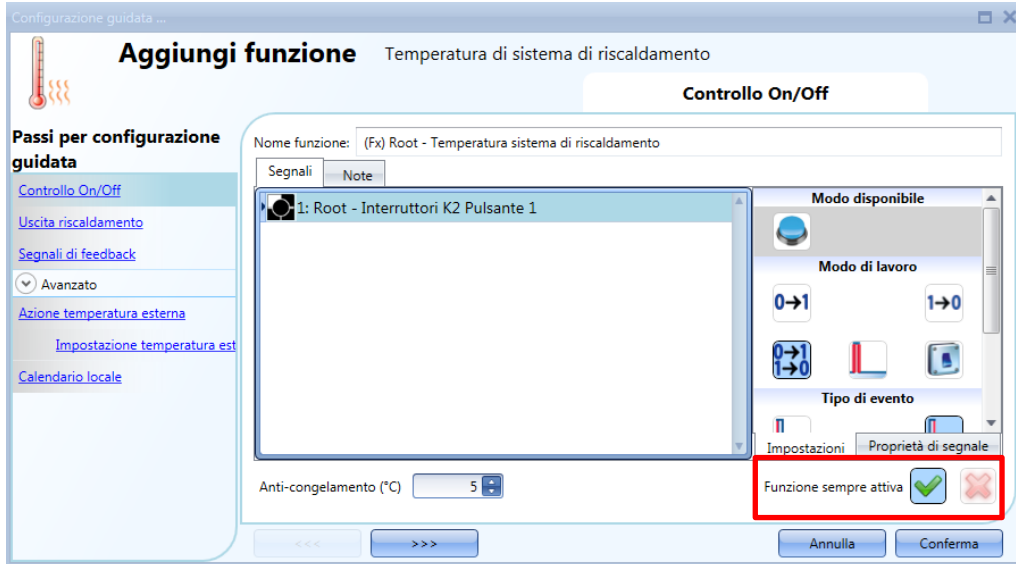 Configurazione guidata ...
Aggiungi funzione Temperatura di sistema di riscaldamento
Controllo On/Off
Passi per configurazione
guidata
Controllo On/Off
Uscita riscaldamento
Segnali di feedback
Avanzato
Azione temperatura esterna
Impostazione temperatura est
Calendario locale
Nome funzione: (Fx) Root - Temperatura sistema di riscaldamento
Segnali Note
1: Root - Interruttori K2 Pulsante 1
Modo disponibile
Modo di lavoro
0→1 1→0
0→1
1→0
Tipo di evento
Impostazioni Proprietà di segnale
Anti-congelamento (°C) 5
Funzione sempre attiva
<<< >>> Annulla Conferma